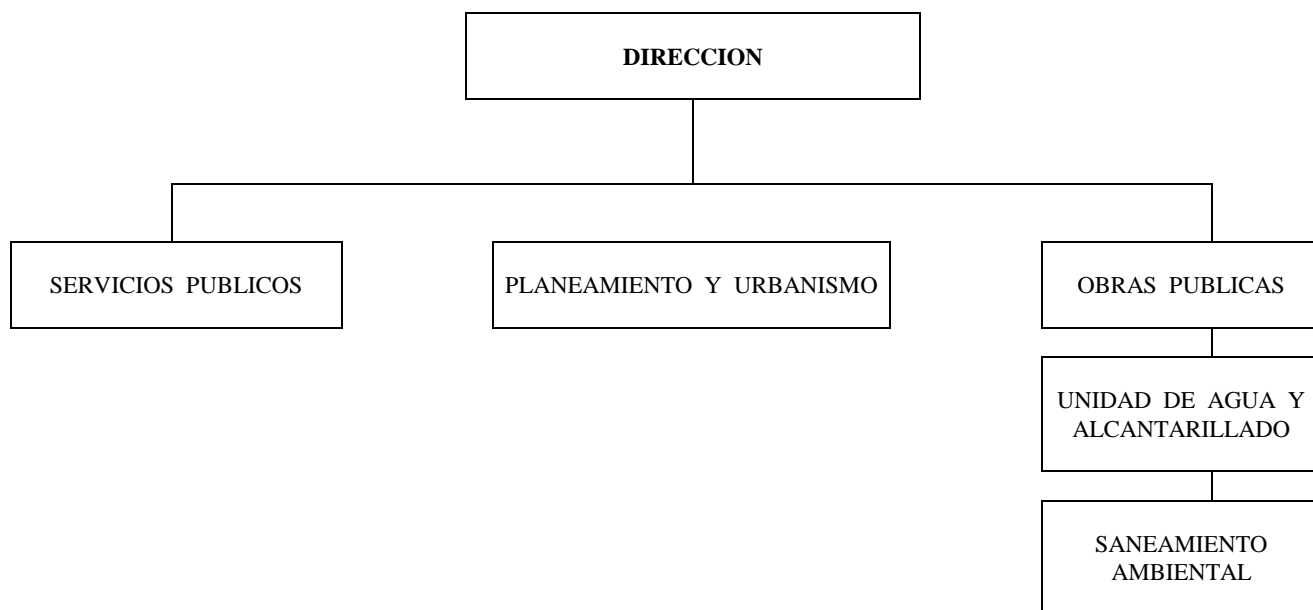 DIRECCION
SERVICIOS PUBLICOS
PLANEAMIENTO Y URBANISMO
OBRAS PUBLICAS
UNIDAD DE AGUA Y
ALCANTARILLADO
SANEAMIENTO
AMBIENTAL